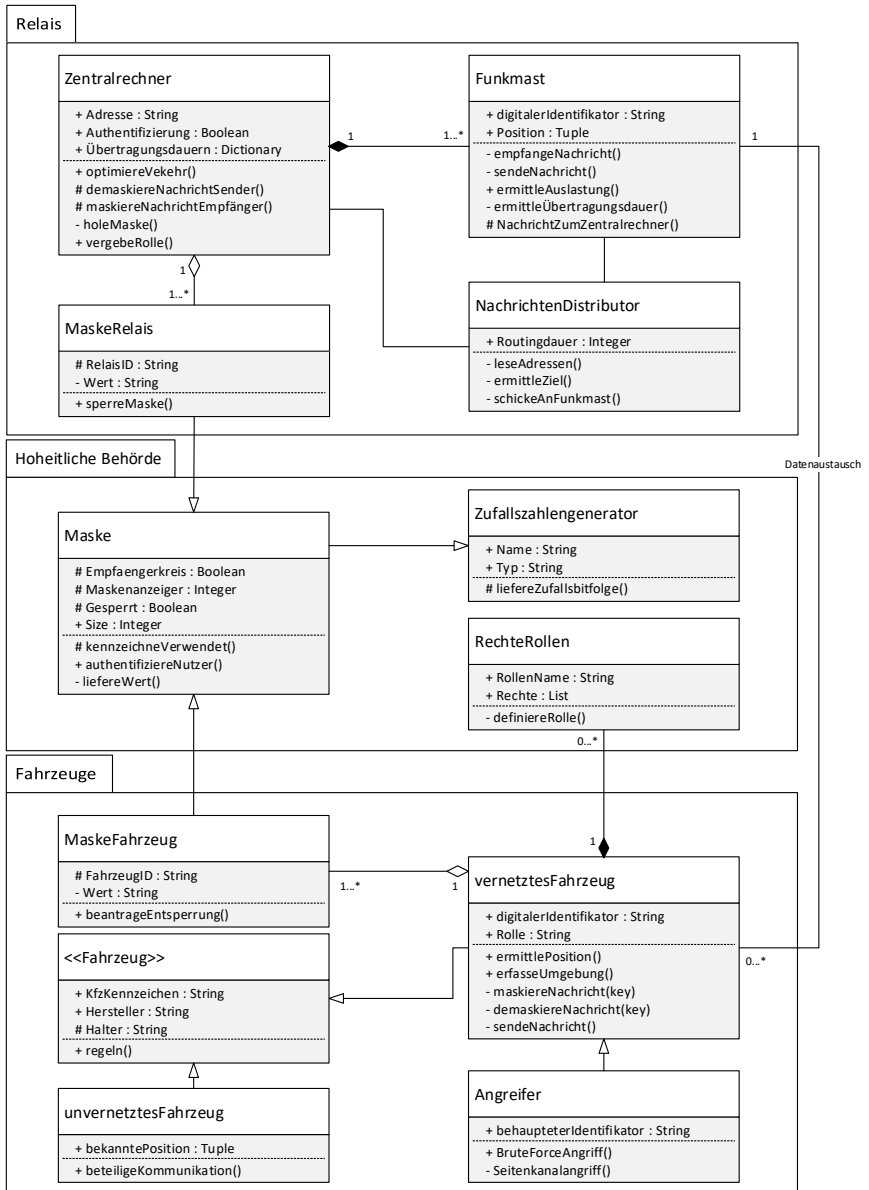 Relais
Zentralrechner
+ Adresse : String
+ Authentifizierung : Boolean
+ Übertragungsdauern : Dictionary
+ optimiereVekehr()
# demaskiereNachrichtSender()
# maskiereNachrichtEmpfänger()
- holeMaske()
+ vergebeRolle()
1
1...*
Funkmast
+ digitalerIdentifikator : String
+ Position : Tuple
- empfangeNachricht()
- sendeNachricht()
+ ermittleAuslastung()
- ermittleÜbertragungsdauer()
# NachrichtZumZentralrechner()
1
1
1...*
MaskeRelais
# RelaisID : String
- Wert : String
+ sperreMaske()
NachrichtenDistributor
+ Routingdauer : Integer
- leseAdressen()
- ermittleZiel()
- schickeAnFunkmast()
Hoheitliche Behörde
Datenaustausch
Maske
# Empfaengerkreis : Boolean
# Maskenanzeiger : Integer
# Gesperrt : Boolean
+ Size : Integer
# kennzeichneVerwendet()
+ authentifiziereNutzer()
- liefereWert()
Zufallszahlengenerator
+ Name : String
+ Typ : String
# liefereZufallsbitfolge()
RechteRollen
+ RollenName : String
+ Rechte : List
- definiereRolle()
0...*
Fahrzeuge
MaskeFahrzeug
# FahrzeugID : String
- Wert : String
+ beantrageEntsperrung()
1...*
1
1
vernetztesFahrzeug
+ digitalerIdentifikator : String
+ Rolle : String
+ ermittlePosition()
+ erfasseUmgebung()
- maskiereNachricht(key)
- demaskiereNachricht(key)
- sendeNachricht()
0...*
<<Fahrzeug>>
+ KfzKennzeichen : String
+ Hersteller : String
# Halter : String
+ regeln()
unvernetztesFahrzeug
+ bekanntePosition : Tuple
+ beteiligeKommunikation()
Angreifer
+ behaupteterIdentifikator : String
+ BruteForceAngriff()
- Seitenkanalangriff()